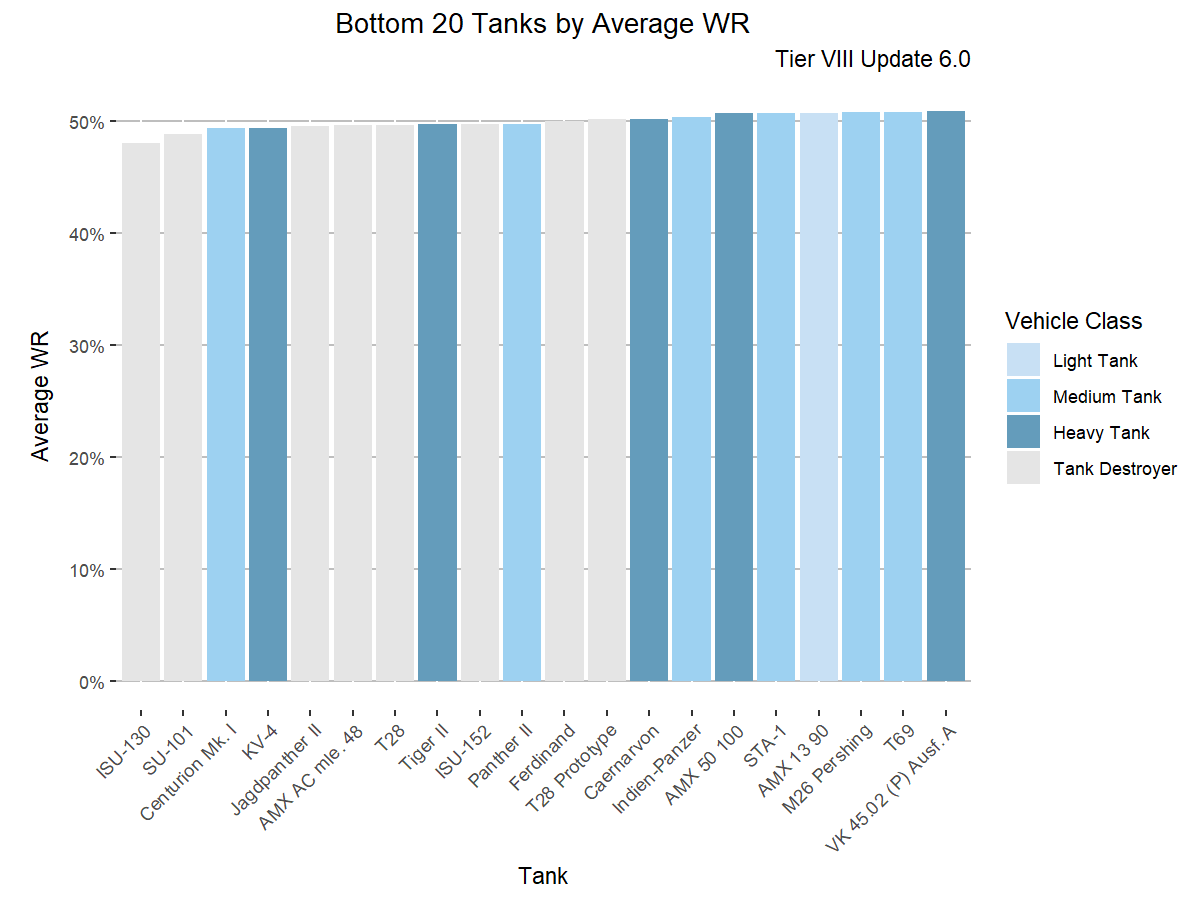 Bottom 20 Tanks by Average WR
Tier VIII Update 6.0
Average WR
50%
40%
30%
20%
10%
0%
ISU-130
SU-101
Centurion Mk. I
KV-4
Jagdpanther II
AMX AC mle. 48
T28
Tiger II
ISU-152
Panther II
Ferdinand
T28 Prototype
Caernarvon
Indien-Panzer
AMX 50 100
STA-1
AMX 13 90
M26 Pershing
T69
VK 45.02 (P) Ausf. A
Tank
Vehicle Class
Light Tank
Medium Tank
Heavy Tank
Tank Destroyer